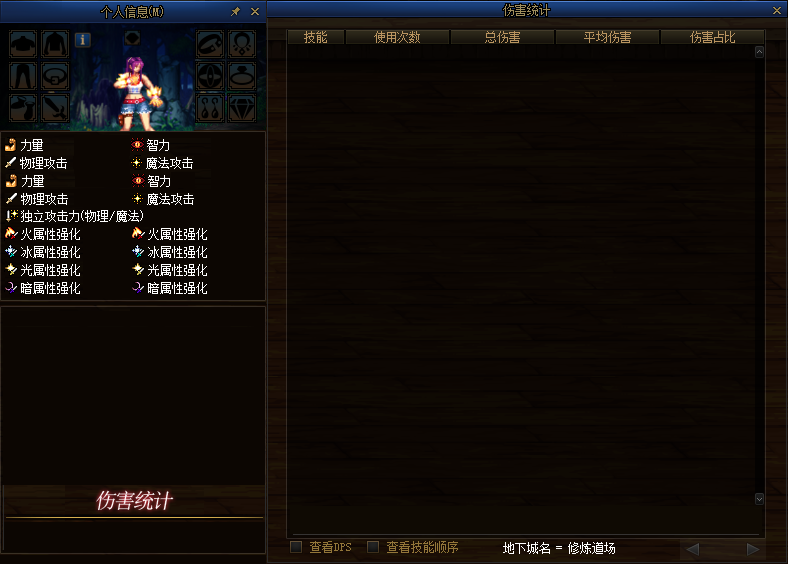 个人信息(M)
伤害统计
技能 使用次数 总伤害 平均伤害 伤害占比
力量 智力
物理攻击 魔法攻击
力量 智力
物理攻击 魔法攻击
独立攻击力(物理/魔法)
火属性强化 火属性强化
冰属性强化 冰属性强化
光属性强化 光属性强化
暗属性强化 暗属性强化
伤害统计
查看DPS 查看技能顺序 地下城名 = 修炼道场